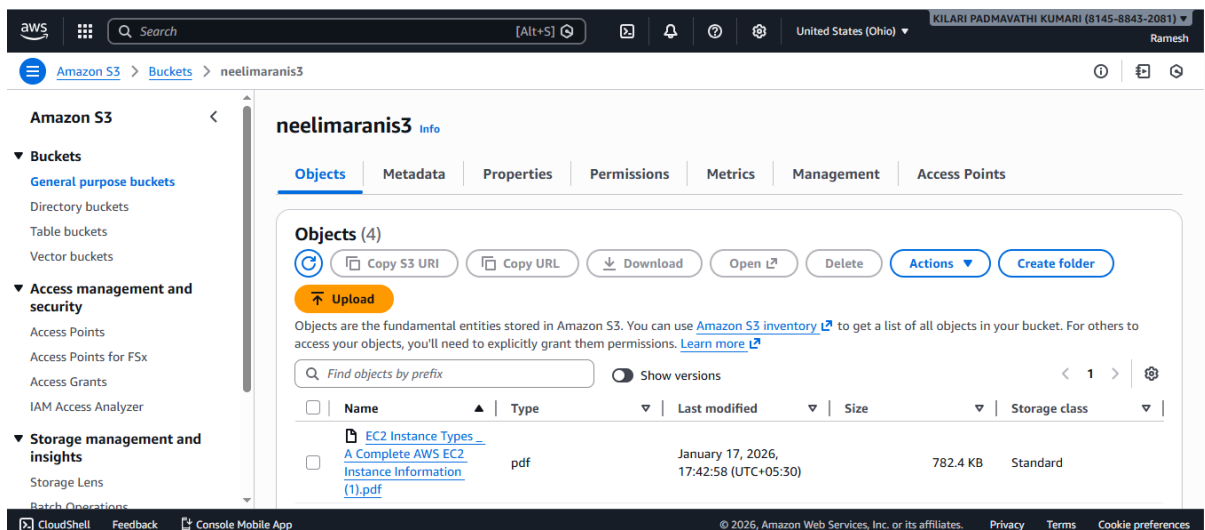 aws
Search [Alt+S]
United States (Ohio) ▼
KILARI PADMAVATHI KUMARI (8145-8843-2081) ▼
Ramesh
Amazon S3 > Buckets > neelimaranis3
Amazon S3
Buckets
General purpose buckets
Directory buckets
Table buckets
Vector buckets
Access management and
security
Access Points
Access Points for FSx
Access Grants
IAM Access Analyzer
Storage management and
insights
Storage Lens
Batch Operations
neelimaranis3 Info
Objects Metadata Properties Permissions Metrics Management Access Points
Objects (4)
Copy S3 URI Copy URL Download Open Delete Actions ▼ Create folder
Upload
Objects are the fundamental entities stored in Amazon S3. You can use Amazon S3 inventory to get a list of all objects in your bucket. For others to
access your objects, you'll need to explicitly grant them permissions. Learn more
Find objects by prefix Show versions < 1 >
Name Type Last modified Size Storage class
EC2 Instance Types _
A Complete AWS EC2
Instance Information
(1).pdf
pdf
January 17, 2026,
17:42:58 (UTC+05:30)
782.4 KB
Standard
CloudShell Feedback Console Mobile App © 2026, Amazon Web Services, Inc. or its affiliates. Privacy Terms Cookie preferences